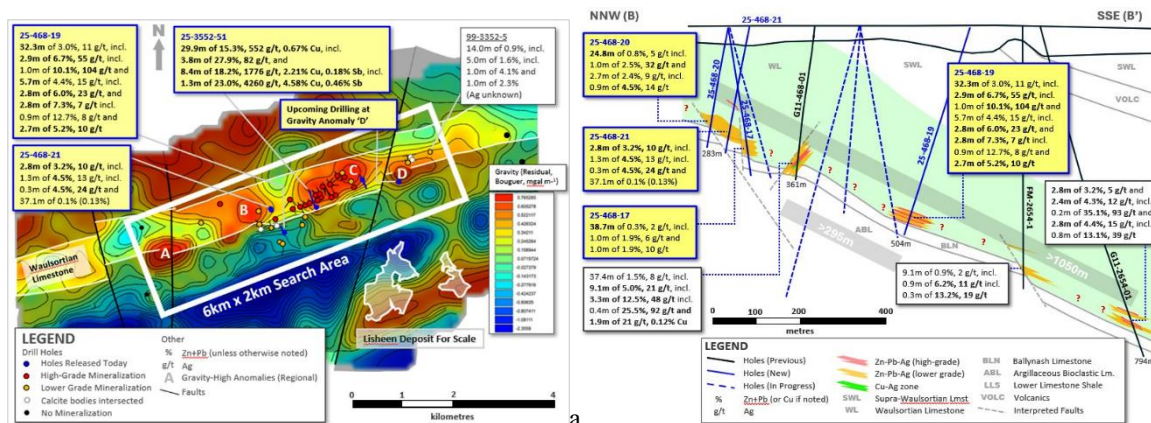 25-468-19
32.3m of 3.0%, 11 g/t, incl.
2.9m of 6.7%, 55 g/t, incl.
1.0m of 10.1%, 104 g/t and
5.7m of 4.4%, 15 g/t, incl.
2.8m of 6.0%, 23 g/t, and
2.8m of 7.3%, 7 g/t incl.
0.9m of 12.7%, 8 g/t and
2.7m of 5.2%, 10 g/t
25-468-21
2.8m of 3.2%, 10 g/t, incl.
1.3m of 4.5%, 13 g/t, incl.
0.3m of 4.5%, 24 g/t and
37.1m of 0.1% (0.13%)
N
25-3552-51
29.9m of 15.3%, 552 g/t, 0.67% Cu, incl.
3.8m of 27.9%, 82 g/t, and
8.4m of 18.2%, 1776 g/t, 2.21% Cu, 0.18% Sb, incl.
1.3m of 23.0%, 4260 g/t, 4.58% Cu, 0.46% Sb
Upcoming Drilling at
Gravity Anomaly 'D'
99-3352-5
14.0m of 0.9%, incl.
5.0m of 1.6%, incl.
1.0m of 4.1% and
1.0m of 2.3%
(Ag unknown)
A
B
C
D
Waulsortian
Limestone
6km x 2km Search Area
Lisheen Deposit For Scale
Gravity (Residual,
Bouguer, mgal m⁻¹)
LEGEND
Drill Holes
Holes Released Today
High-Grade Mineralization
Lower Grade Mineralization
Calcite bodies intersected
No Mineralization
Other
% Zn+Pb (unless otherwise noted)
g/t Ag
A Gravity-High Anomalies (Regional)
Faults
0 2 4
kilometres
a
NNW (B)
SSE (B')
25-468-21
25-468-20
24.8m of 0.8%, 5 g/t incl.
1.0m of 2.5%, 32 g/t and
2.7m of 2.4%, 9 g/t, incl.
0.9m of 4.5%, 14 g/t
25-468-21
2.8m of 3.2%, 10 g/t, incl.
1.3m of 4.5%, 13 g/t, incl.
0.3m of 4.5%, 24 g/t and
37.1m of 0.1% (0.13%)
25-468-17
38.7m of 0.3%, 2 g/t, incl.
1.0m of 1.9%, 6 g/t and
1.0m of 1.9%, 10 g/t
37.4m of 1.5%, 8 g/t, incl.
9.1m of 5.0%, 21 g/t, incl.
3.3m of 12.5%, 48 g/t incl.
0.4m of 25.5%, 92 g/t and
1.9m of 21 g/t, 0.12% Cu
25-468-20
25-468-17
G11-468-01
25-468-19
FM-2654-1
G11-2654-01
WL
SWL
SWL
SWL
VOLC
VOLC
283m
361m
504m
794m
ABL
BLN
>295m
>1050m
? ? ? ? ? ? ? ? ?
25-468-19
32.3m of 3.0%, 11 g/t, incl.
2.9m of 6.7%, 55 g/t, incl.
1.0m of 10.1%, 104 g/t and
5.7m of 4.4%, 15 g/t, incl.
2.8m of 6.0%, 23 g/t, and
2.8m of 7.3%, 7 g/t incl.
0.9m of 12.7%, 8 g/t and
2.7m of 5.2%, 10 g/t
2.8m of 3.2%, 5 g/t and
2.4m of 4.3%, 12 g/t, incl.
0.2m of 35.1%, 93 g/t and
2.8m of 4.4%, 15 g/t, incl.
0.8m of 13.1%, 39 g/t
9.1m of 0.9%, 2 g/t, incl.
0.9m of 6.2%, 11 g/t incl.
0.3m of 13.2%, 19 g/t
0 200 400
metres
LEGEND
Holes (Previous)
Holes (New)
Holes (In Progress)
% Zn+Pb (or Cu if noted)
g/t Ag
Zn-Pb-Ag (high-grade)
Zn-Pb-Ag (lower grade)
Cu-Ag zone
SWL Supra-Waulsortian Lmst
WL Waulsortian Limestone
BLN Ballynash Limestone
ABL Argillaceous Bioclastic Lm.
LLS Lower Limestone Shale
VOLC Volcanics
Interpreted Faults